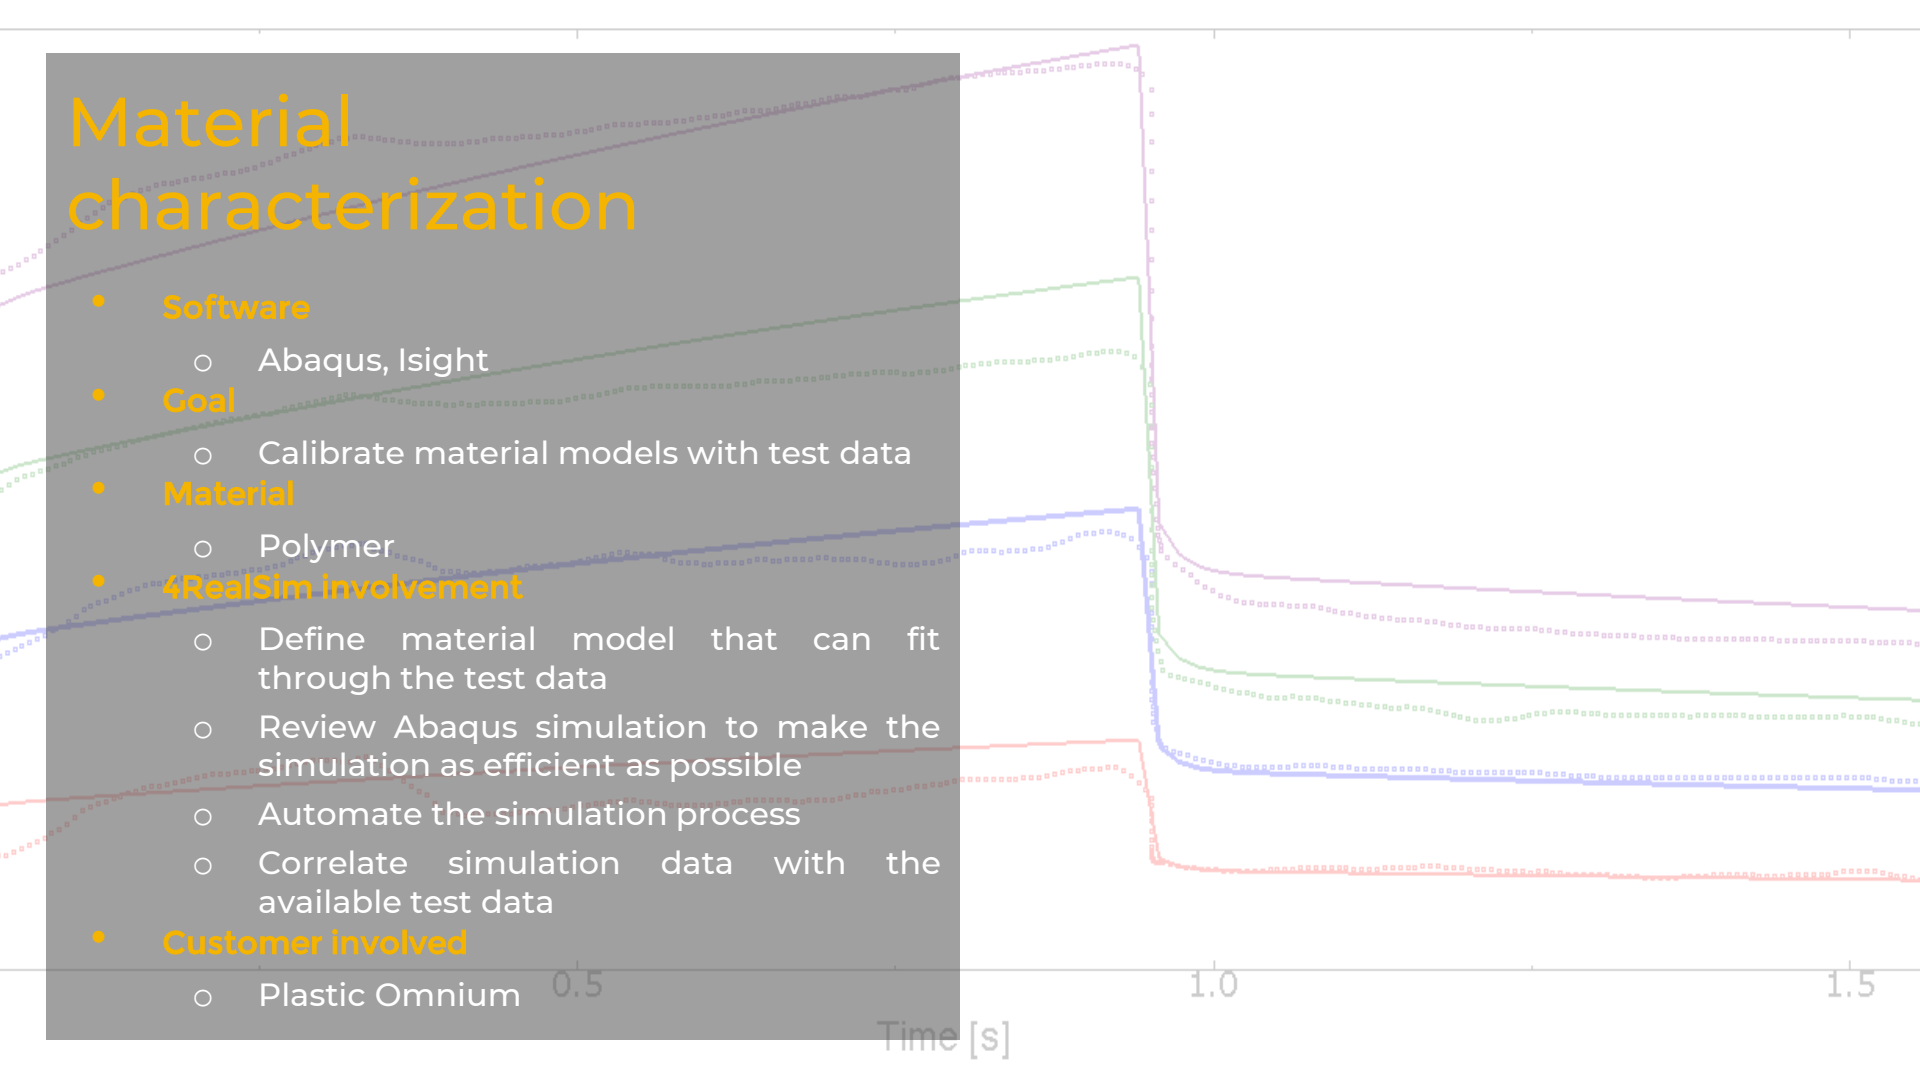 Material
characterization
• Software
o Abaqus, Isight
• Goal
o Calibrate material models with test data
• Material
o Polymer
• 4RealSim involvement
o Define material model that can fit
through the test data
o Review Abaqus simulation to make the
simulation as efficient as possible
o Automate the simulation process
o Correlate simulation data with the
available test data
• Customer involved
o Plastic Omnium
0.5 1.0 1.5
Time [s]